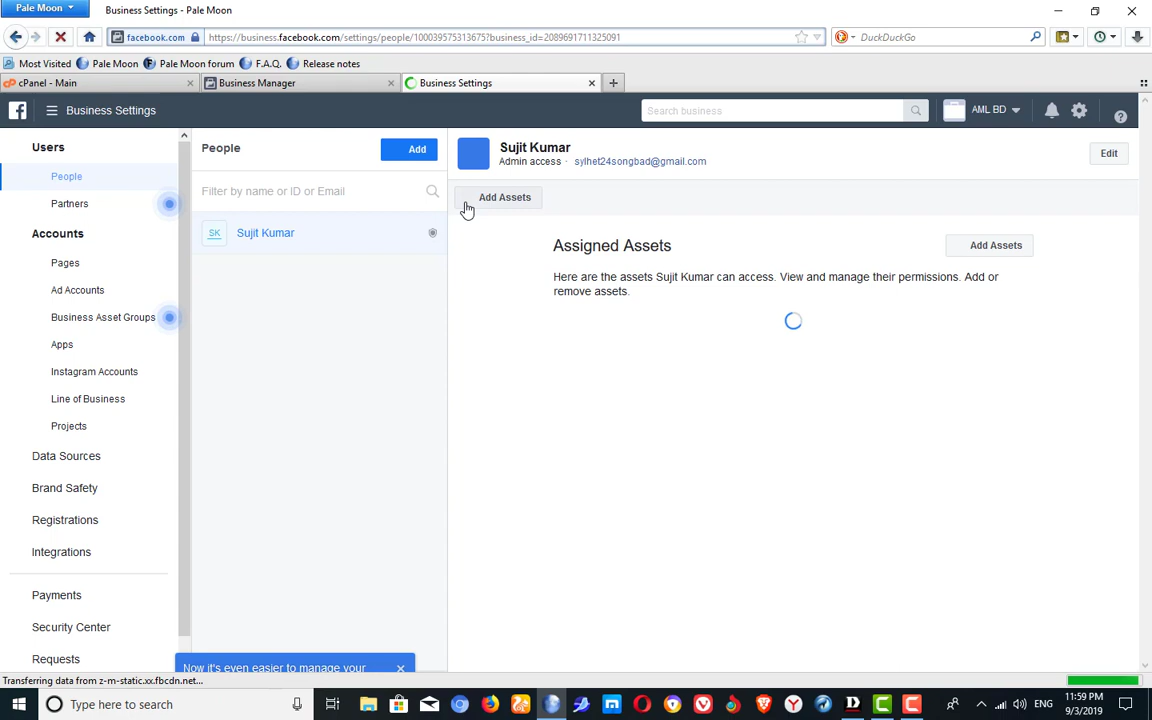 Pale Moon
Business Settings - Pale Moon
facebook.com
https://business.facebook.com/settings/people/100039575313675?business_id=2089691711325091
DuckDuckGo
Most Visited
Pale Moon
Pale Moon forum
F.A.Q.
Release notes
cPanel - Main
Business Manager
Business Settings
Business Settings
Search business
AML BD
Users
People
Partners
Accounts
Pages
Ad Accounts
Business Asset Groups
Apps
Instagram Accounts
Line of Business
Projects
Data Sources
Brand Safety
Registrations
Integrations
Payments
Security Center
Requests
People
Add
Filter by name or ID or Email
SK
Sujit Kumar
Sujit Kumar
Admin access · sylhet24songbad@gmail.com
Edit
Add Assets
Assigned Assets
Add Assets
Here are the assets Sujit Kumar can access. View and manage their permissions. Add or
remove assets.
Now it's even easier to manage your
Transferring data from z-m-static.xx.fbcdn.net...
Type here to search
ENG
11:59 PM
9/3/2019